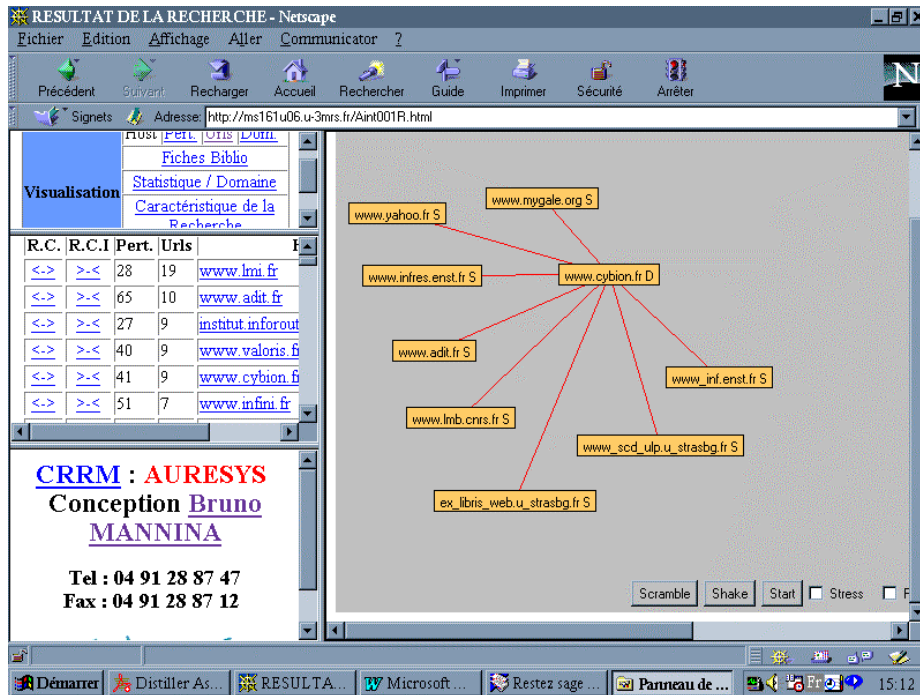 RESULTAT DE LA RECHERCHE - Netscape
Fichier Edition Affichage Aller Communicator ?
Précédent Suivant Recharger Accueil Rechercher Guide Imprimer Sécurité Arrêter
N
Signets Adresse: http://ms161u06.u-3mrs.fr/Aint001R.html
Host Pert. Urls Dom.
Fiches Biblio
Visualisation
Statistique / Domaine
Caractéristique de la
Recherche
R.C. R.C.I Pert. Urls
<-> >-< 28 19 www.lmi.fr
<-> >-< 65 10 www.adit.fr
<-> >-< 27 9 institut.inforout
<-> >-< 40 9 www.valoris.fr
<-> >-< 41 9 www.cybion.fr
<-> >-< 51 7 www.infini.fr
CRRM : AURESYS
Conception Bruno
MANNINA
Tel : 04 91 28 87 47
Fax : 04 91 28 87 12
www.mygale.org S
www.yahoo.fr S
www.infres.enst.fr S
www.cybion.fr D
www.adit.fr S
www_inf.enst.fr S
www.lmb.cnrs.fr S
www_scd_ulp.u_strasbg.fr S
ex_libris_web.u_strasbg.fr S
Scramble Shake Start Stress
Démarrer Distiller As... RESULTA... Microsoft ... Restez sage ... Panneau de ... Fr 15:12